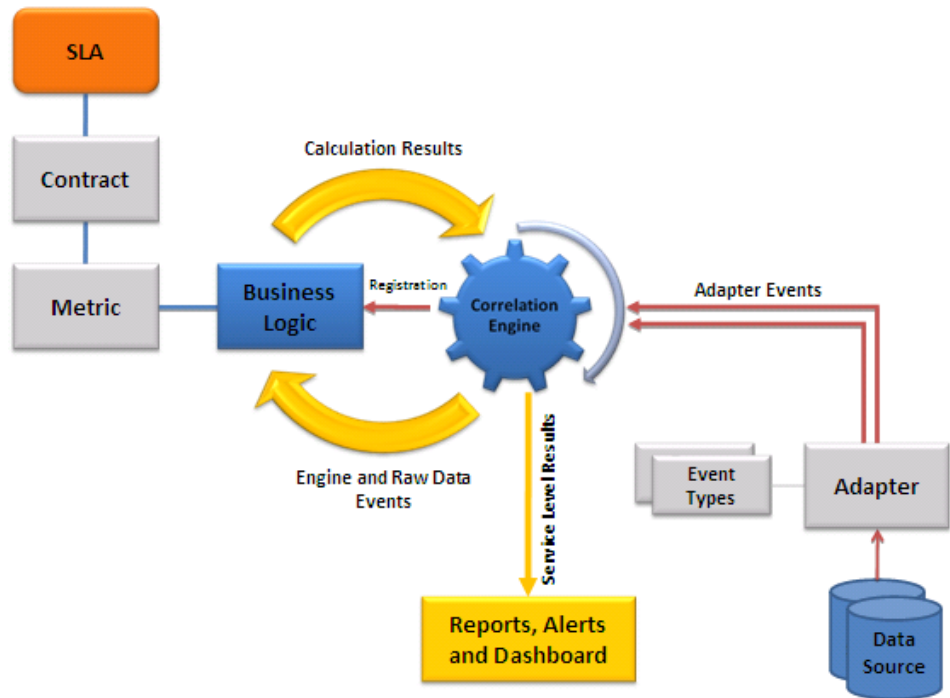 SLA
Calculation Results
Contract
Metric
Business
Logic
Registration
Correlation
Engine
Adapter Events
Engine and Raw Data
Events
Service Level Results
Event
Types
Adapter
Reports, Alerts
and Dashboard
Data
Source